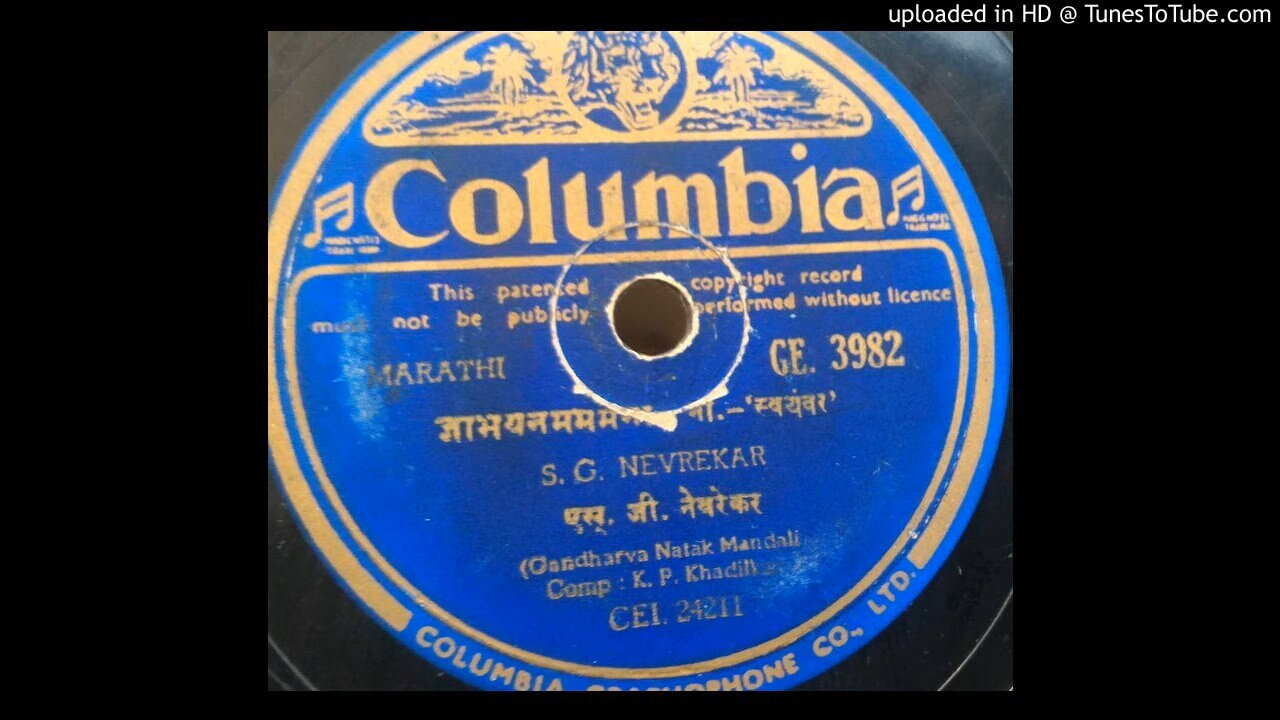 uploaded in HD @ TunesToTube.com
Columbia
This patented copyright record
must not be publicly performed without licence
MARATHI
GE. 3982
ना.–‘स्वयंवर’
S. G. NEVREKAR
एस्. जी. नेवरेकर
(Gandharva Natak Mandali
Comp : K. P. Khadilkar
CEI. 24211
COLUMBIA GRAPHOPHONE CO., LTD.